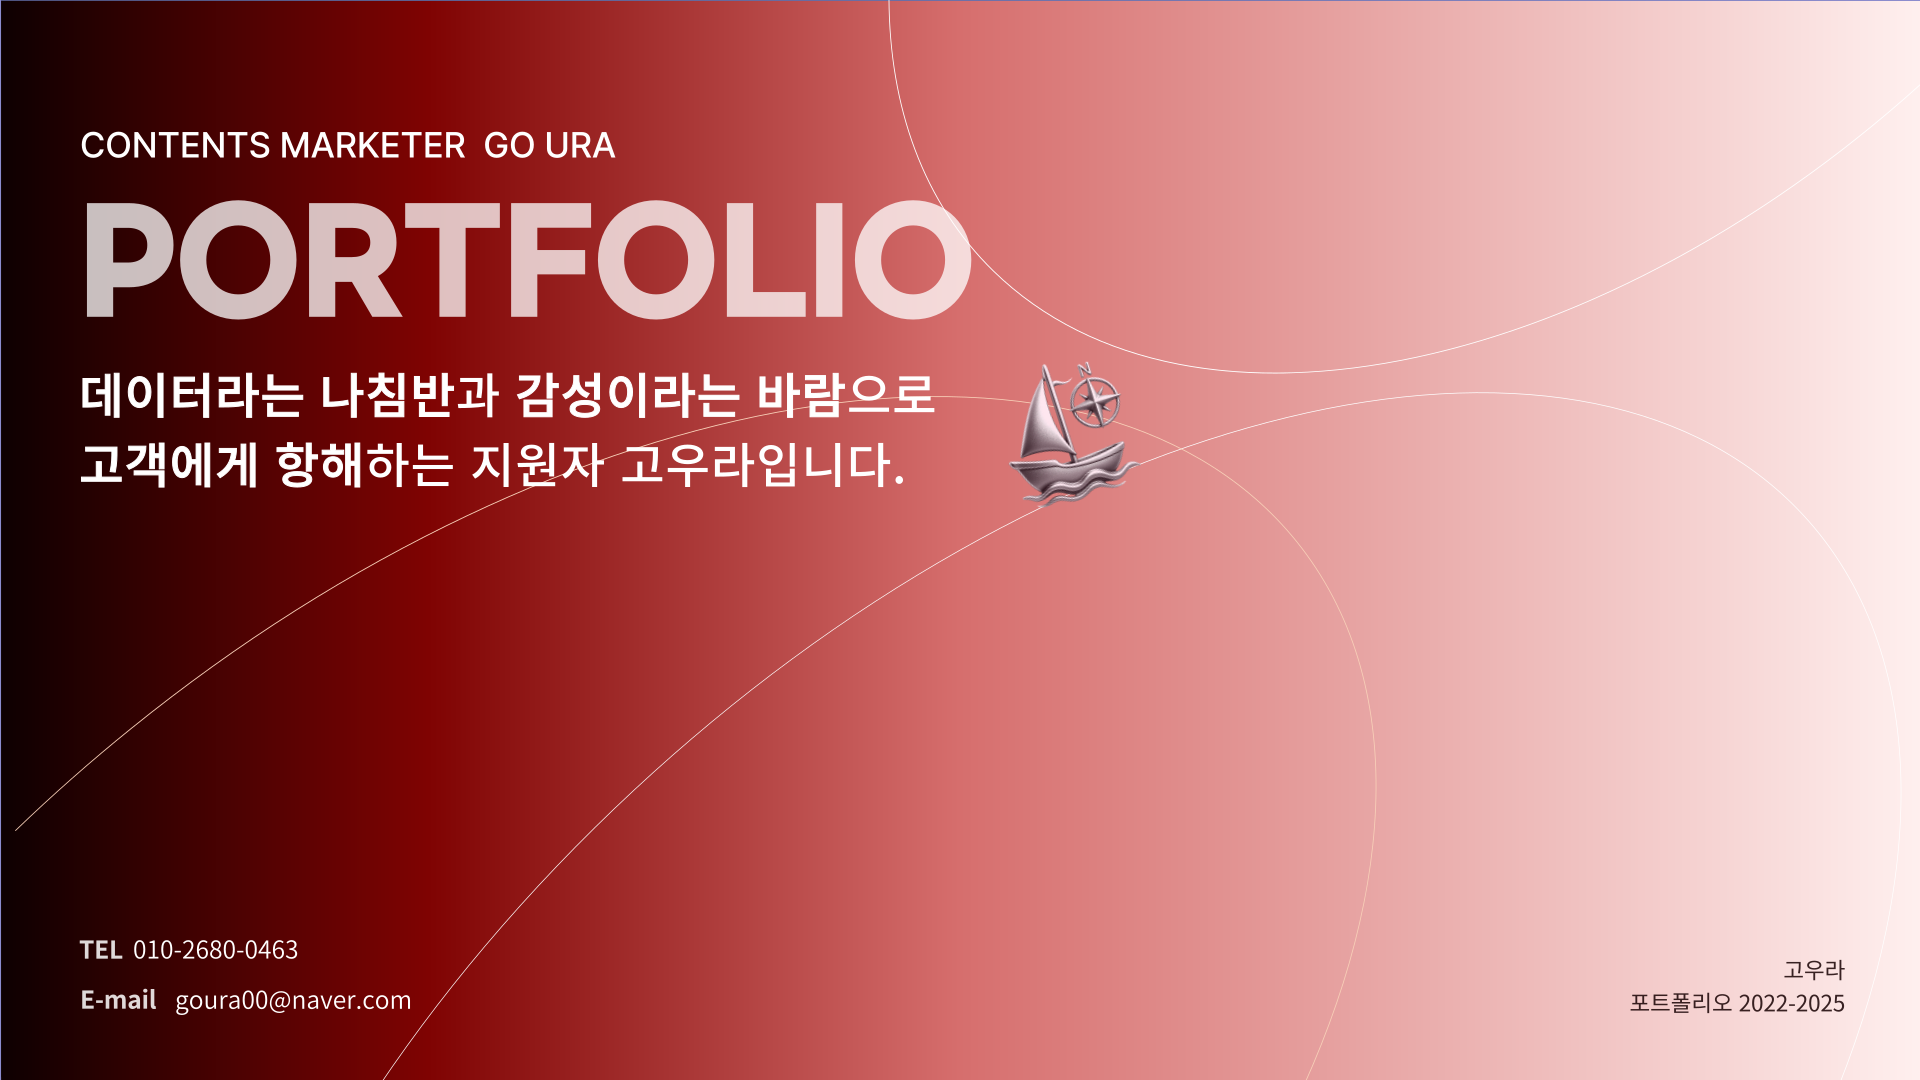 CONTENTS MARKETER GO URA
PORTFOLIO
데이터라는 나침반과 감성이라는 바람으로
고객에게 항해하는 지원자 고우라입니다.
N
TEL 010-2680-0463
E-mail goura00@naver.com
고우라
포트폴리오 2022-2025